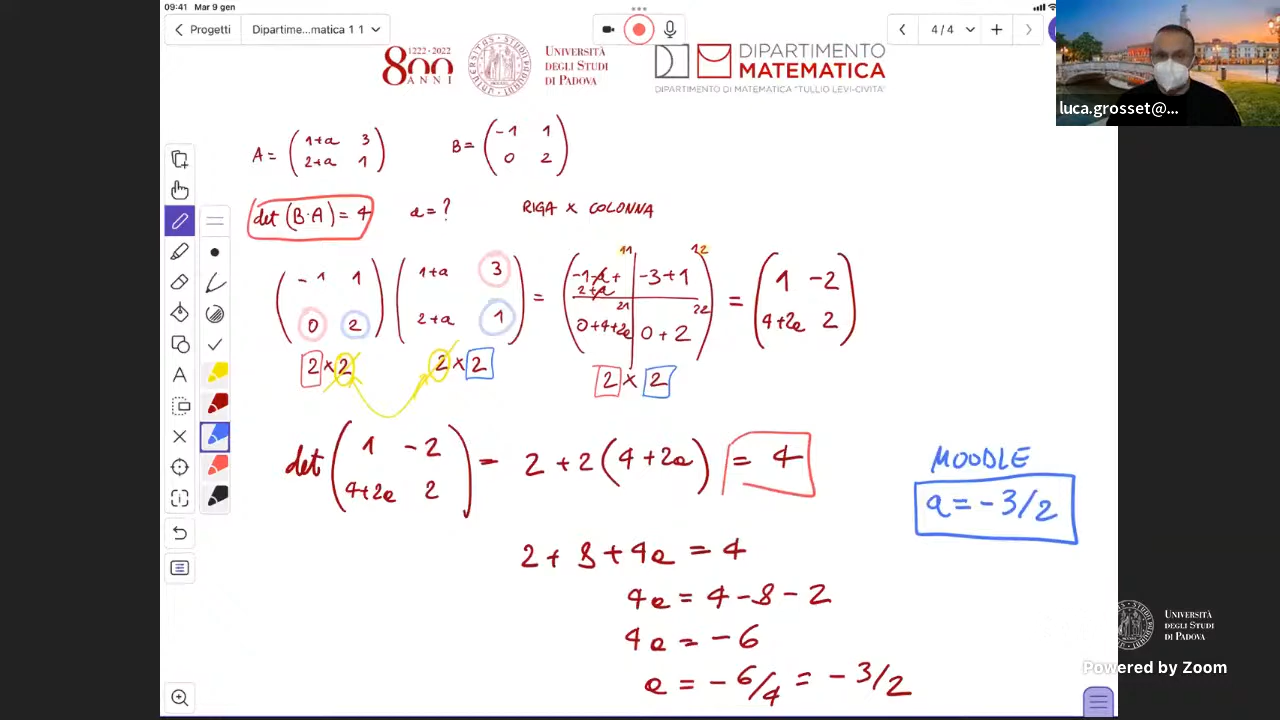 09:41 Mar 9 gen
Progetti
Dipartime...matica 1 1
4/4
1222·2022
800
ANNI
UNIVERSITÀ
DEGLI STUDI
DI PADOVA
DIPARTIMENTO
MATEMATICA
DIPARTIMENTO DI MATEMATICA "TULLIO LEVI-CIVITA"
luca.grosset@...
A = (1+a 3
2+a 1)
B = (-1 1
0 2)
det (B·A) = 4 a = ? RIGA × COLONNA
(-1 1
0 2) (1+a 3
2+a 1) = (-1-a+2+a -3+1
0+4+2a 0+2) = (1 -2
4+2a 2)
11 12
21 22
2×2 2×2 2×2
det (1 -2
4+2a 2) = 2+2(4+2a) = 4
MOODLE
a = -3/2
2+8+4a = 4
4a = 4-8-2
4a = -6
a = -6/4 = -3/2
UNIVERSITÀ
DEGLI STUDI
DI PADOVA
Powered by Zoom